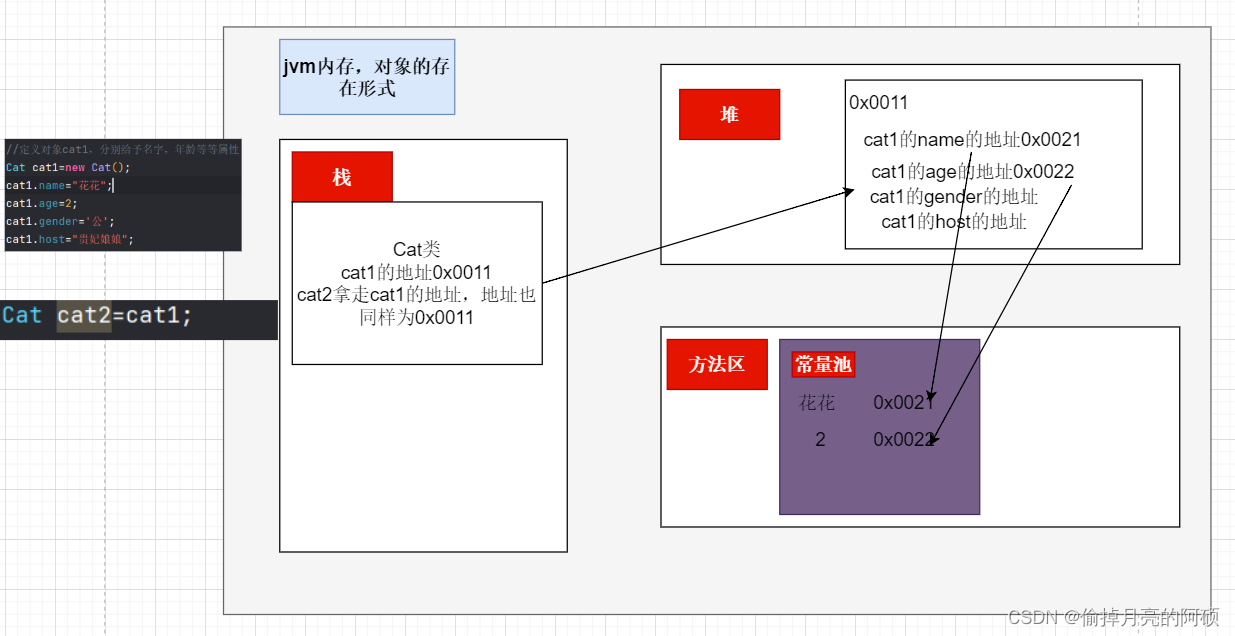 jvm内存，对象的存
在形式
//定义对象cat1，分别给予名字，年龄等等属性
Cat cat1=new Cat();
cat1.name="花花";
cat1.age=2;
cat1.gender='公';
cat1.host="贵妃娘娘";
Cat cat2=cat1;
栈
Cat类
cat1的地址0x0011
cat2拿走cat1的地址，地址也
同样为0x0011
堆
0x0011
cat1的name的地址0x0021
cat1的age的地址0x0022
cat1的gender的地址
cat1的host的地址
方法区
常量池
花花 0x0021
2 0x0022
CSDN @偷掉月亮的阿硕